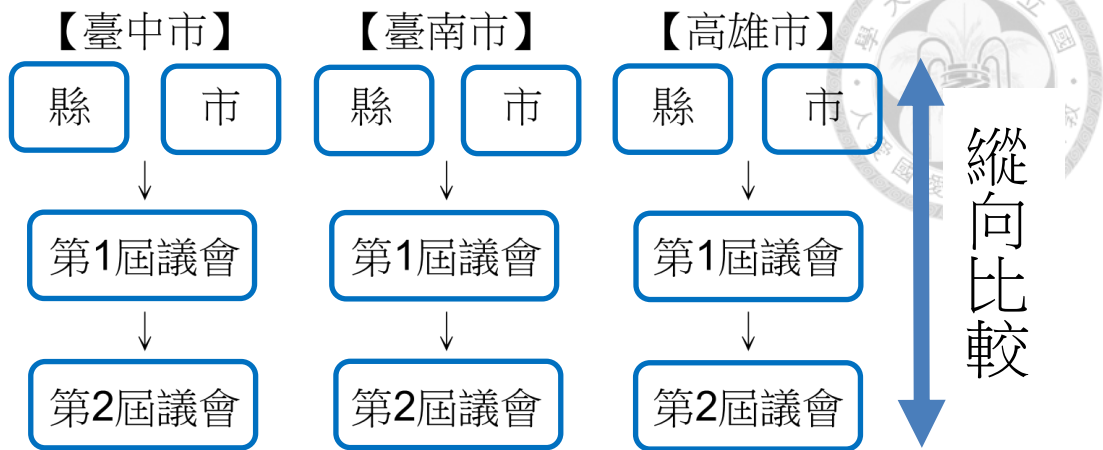 【臺中市】 【臺南市】 【高雄市】
縣 市 縣 市 縣 市
↓ ↓ ↓
第1屆議會 第1屆議會 第1屆議會
↓ ↓ ↓
第2屆議會 第2屆議會 第2屆議會
縱向比較